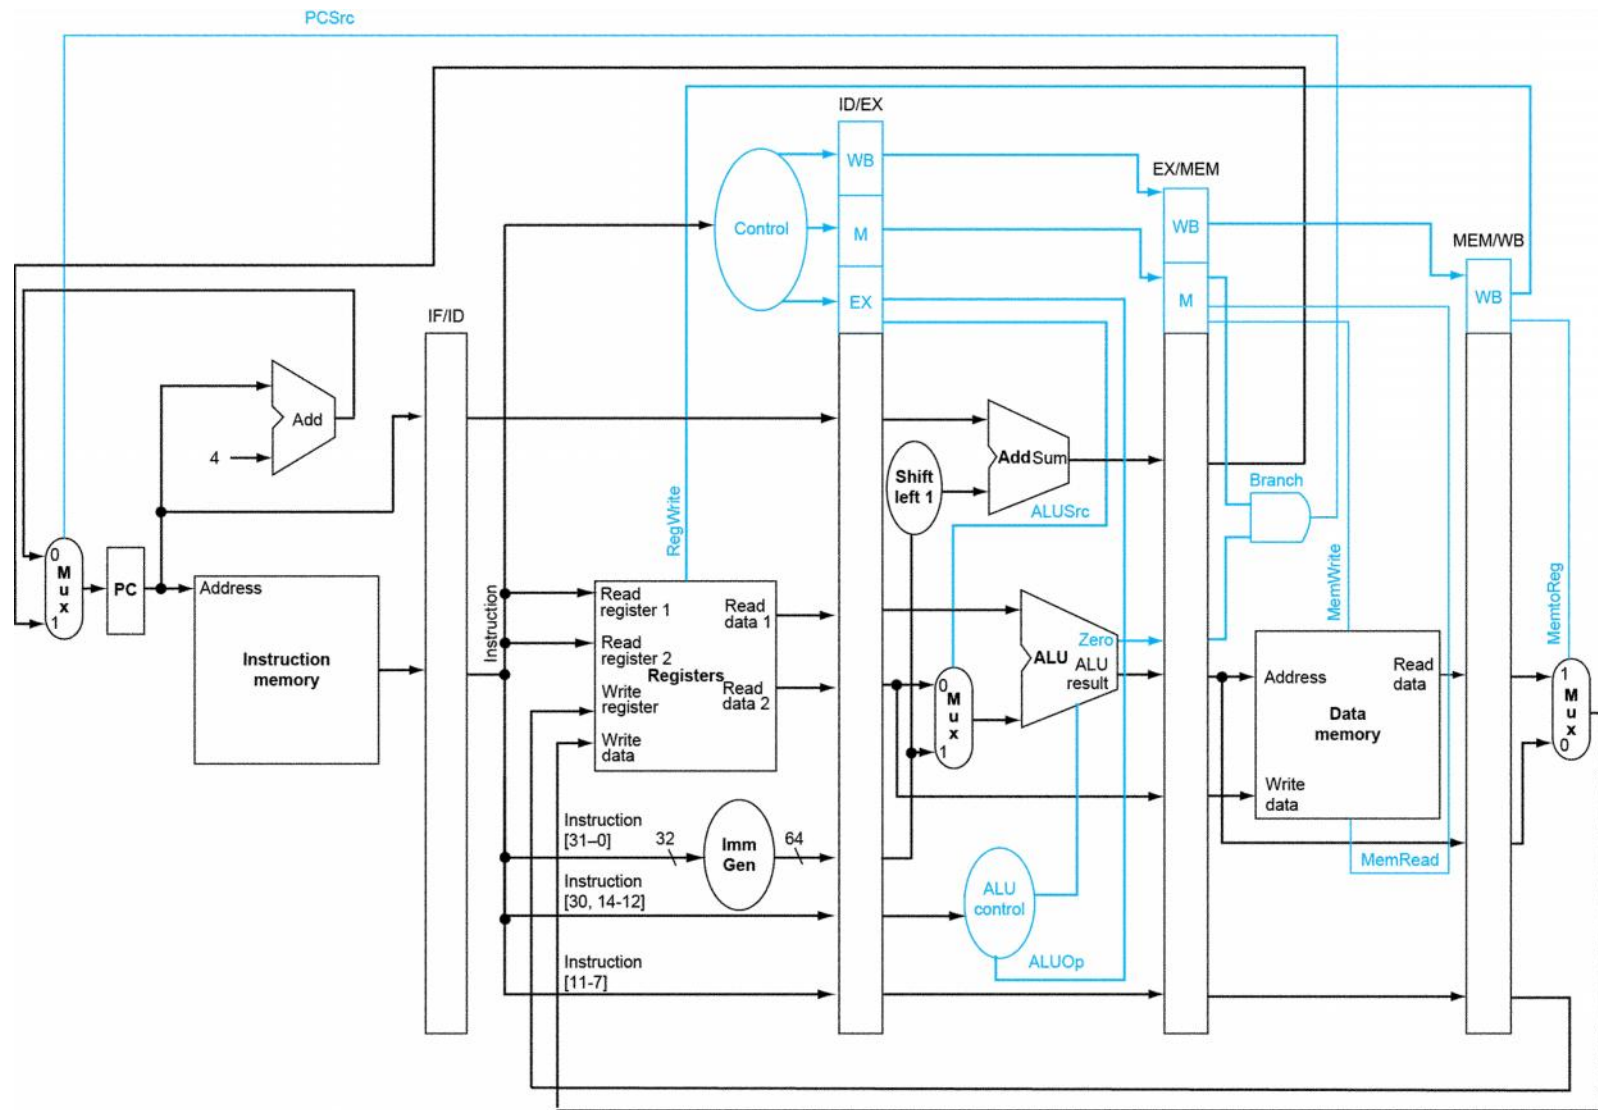 PCSrc
ID/EX
WB
EX/MEM
Control
M
WB
MEM/WB
EX
M
WB
IF/ID
Add
4
Add Sum
Shift
left 1
Branch
ALUSrc
RegWrite
MemWrite
MemtoReg
0
M
u
x
1
PC
Address
Instruction
memory
Instruction
Read
register 1
Read
data 1
Read
register 2
Registers
Write
register
Read
data 2
Write
data
0
M
u
x
1
Zero
ALU
ALU
result
Address
Read
data
Data
memory
Write
data
MemRead
1
M
u
x
0
Instruction
[31–0]
32
Imm
Gen
64
Instruction
[30, 14-12]
ALU
control
ALUOp
Instruction
[11-7]